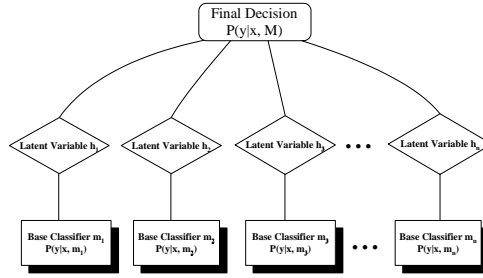 Final Decision
P(y|x, M)
Latent Variable h₁
Latent Variable h₂
Latent Variable h₃
•••
Latent Variable hₙ
Base Classifier m₁
P(y|x, m₁)
Base Classifier m₂
P(y|x, m₂)
Base Classifier m₃
P(y|x, m₃)
•••
Base Classifier mₙ
P(y|x, mₙ)